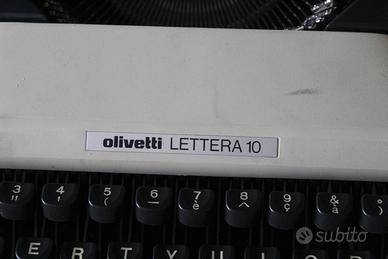 olivetti LETTERA 10
3 4 5 6 7 8 9 & °
" ' ( _ è ^ ç à )
E R T Y U
subito